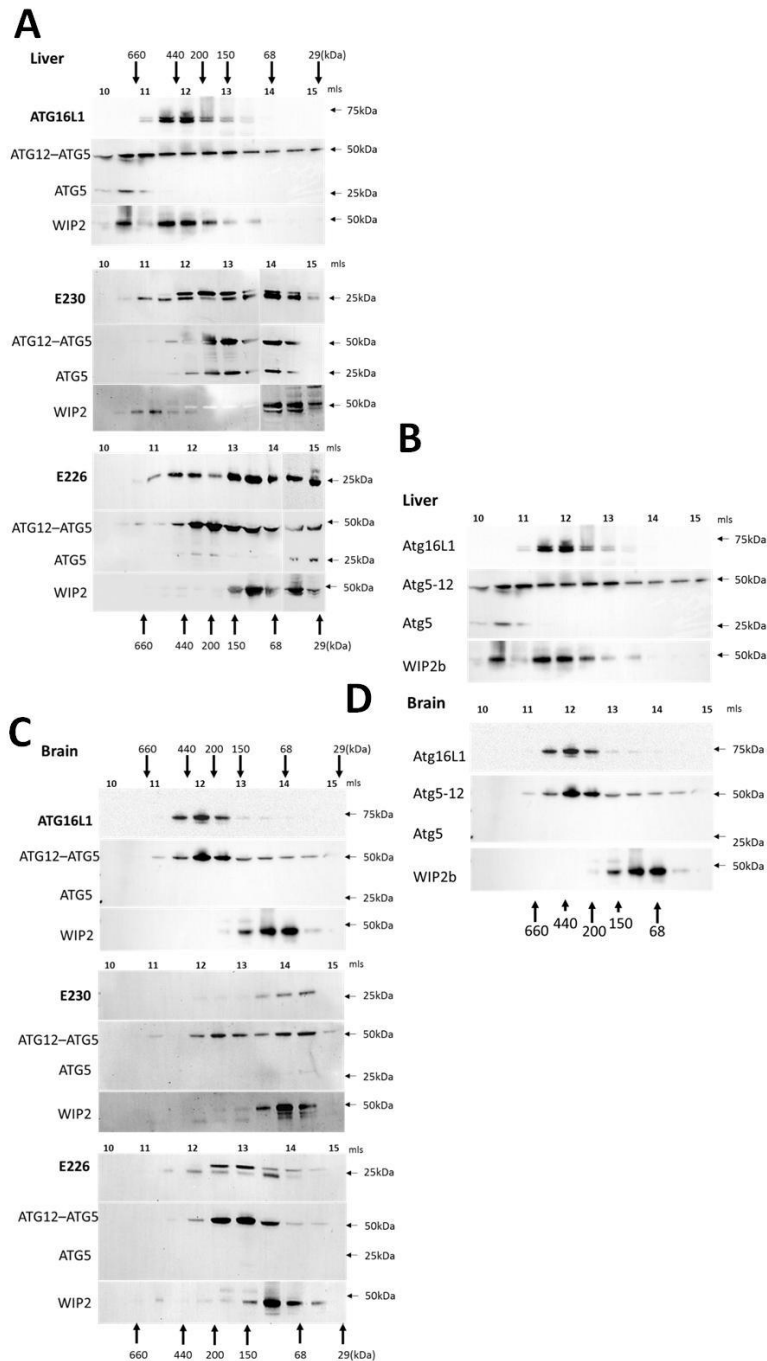 A
Liver
660 440 200 150 68 29(kDa)
10 11 12 13 14 15 mls
ATG16L1 75kDa
ATG12–ATG5 50kDa
ATG5 25kDa
WIP2 50kDa
10 11 12 13 14 15 mls
E230 25kDa
ATG12–ATG5 50kDa
ATG5 25kDa
WIP2 50kDa
10 11 12 13 14 15 mls
E226 25kDa
ATG12–ATG5 50kDa
ATG5 25kDa
WIP2 50kDa
660 440 200 150 68 29(kDa)
B
Liver
10 11 12 13 14 15 mls
Atg16L1 75kDa
Atg5-12 50kDa
Atg5 25kDa
WIP2b 50kDa
C
Brain
660 440 200 150 68 29(kDa)
10 11 12 13 14 15 mls
ATG16L1 75kDa
ATG12–ATG5 50kDa
ATG5 25kDa
WIP2 50kDa
10 11 12 13 14 15 mls
E230 25kDa
ATG12–ATG5 50kDa
ATG5 25kDa
WIP2 50kDa
10 11 12 13 14 15 mls
E226 25kDa
ATG12–ATG5 50kDa
ATG5 25kDa
WIP2 50kDa
660 440 200 150 68 29(kDa)
D
Brain
10 11 12 13 14 15 mls
Atg16L1 75kDa
Atg5-12 50kDa
Atg5 25kDa
WIP2b 50kDa
660 440 200 150 68